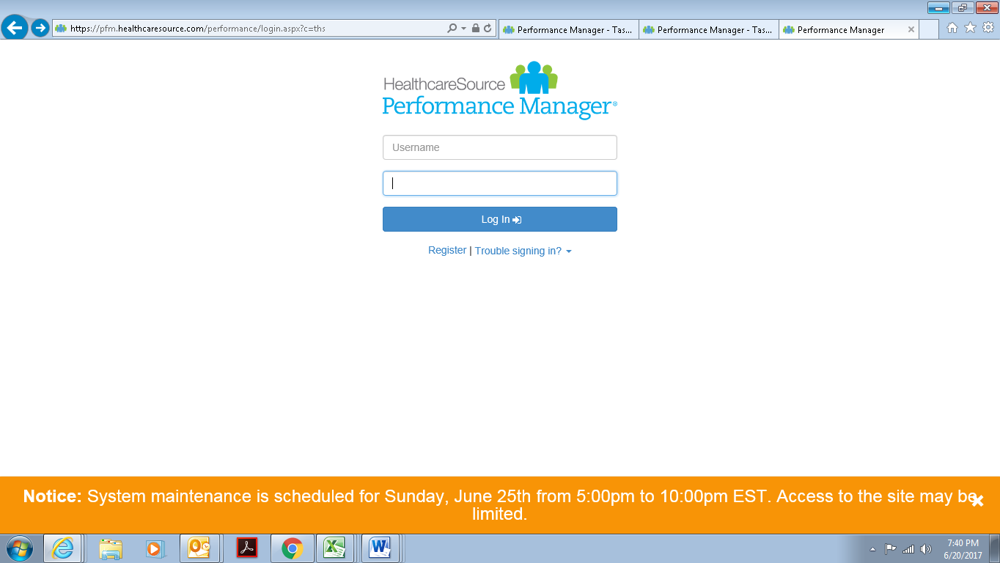 https://pfm.healthcaresource.com/performance/login.aspx?c=ths
Performance Manager - Tas...
Performance Manager - Tas...
Performance Manager
HealthcareSource
Performance Manager®
Username
Log In
Register | Trouble signing in?
Notice: System maintenance is scheduled for Sunday, June 25th from 5:00pm to 10:00pm EST. Access to the site may be
limited.
7:40 PM
6/20/2017